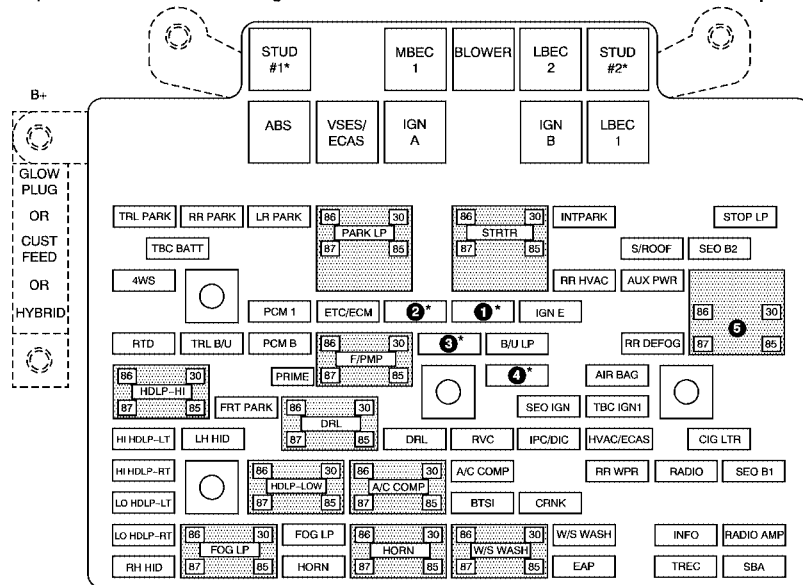 STUD #1*
MBEC 1
BLOWER
LBEC 2
STUD #2*
B+
ABS
VSES/ ECAS
IGN A
IGN B
LBEC 1
GLOW PLUG
OR
CUST FEED
OR
HYBRID
TRL PARK RR PARK LR PARK 86 30 PARK LP 87 85 86 30 STRTR 87 85 INTPARK STOP LP
TBC BATT S/ROOF SEO B2
4WS RR HVAC AUX PWR
PCM 1 ETC/ECM 2* 1* IGN E 86 30 5 87 85
RTD TRL B/U PCM B 86 30 F/PMP 87 85 3* B/U LP RR DEFOG
PRIME 4* AIR BAG
86 30 HDLP-HI 87 85 FRT PARK 86 30 DRL 87 85 SEO IGN TBC IGN1
HI HDLP-LT LH HID DRL RVC IPC/DIC HVAC/ECAS CIG LTR
HI HDLP-RT 86 30 HDLP-LOW 87 85 86 30 A/C COMP 87 85 A/C COMP RR WPR RADIO SEO B1
LO HDLP-LT BTSI CRNK
LO HDLP-RT 86 30 FOG LP 87 85 FOG LP 86 30 HORN 87 85 86 30 W/S WASH 87 85 W/S WASH INFO RADIO AMP
RH HID HORN EAP TREC SBA